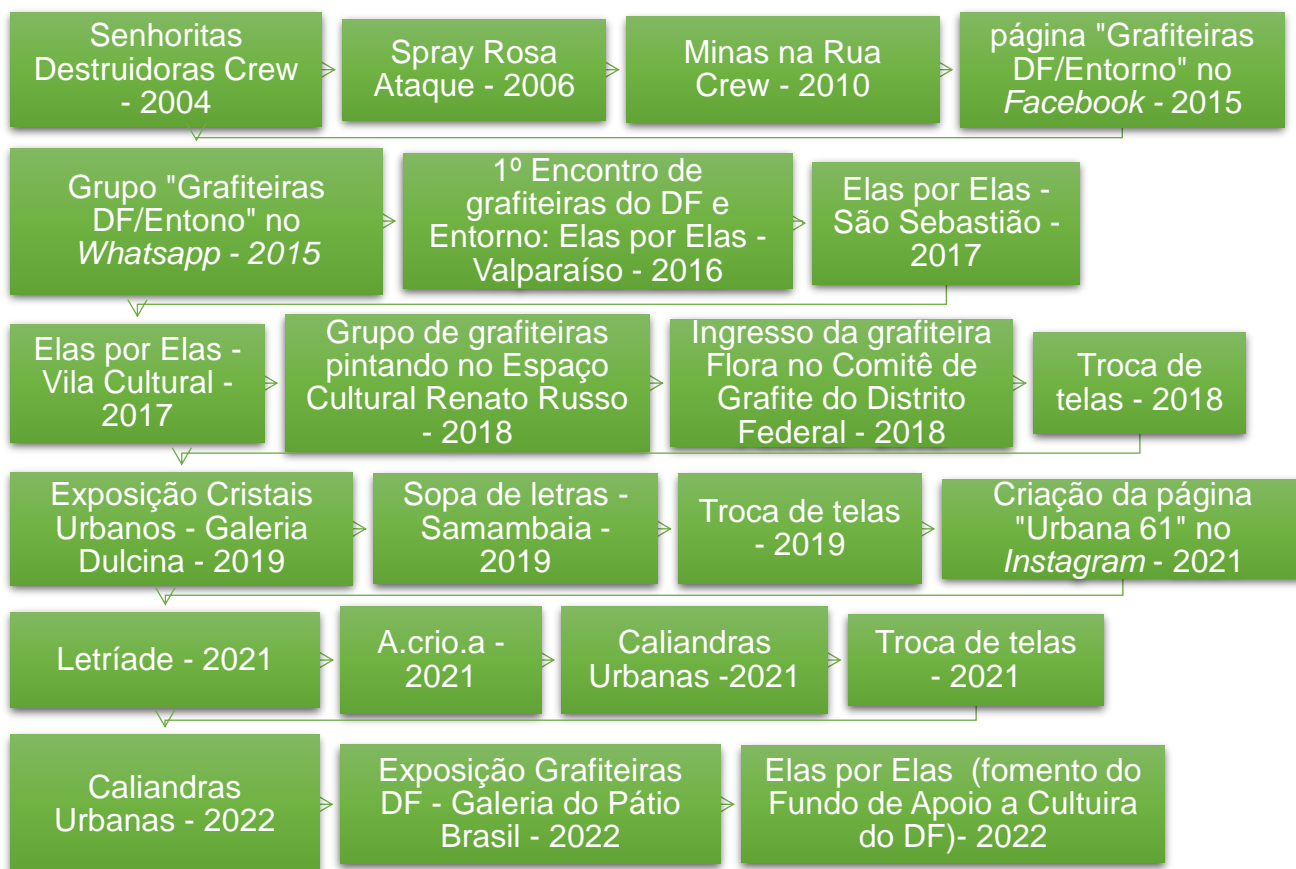 Senhoritas
Destruidoras Crew
- 2004
Spray Rosa
Ataque - 2006
Minas na Rua
Crew - 2010
página "Grafiteiras
DF/Entorno" no
Facebook - 2015
Grupo "Grafiteiras
DF/Entono" no
Whatsapp - 2015
1º Encontro de
grafiteiras do DF e
Entorno: Elas por Elas -
Valparaíso - 2016
Elas por Elas -
São Sebastião -
2017
Elas por Elas -
Vila Cultural -
2017
Grupo de grafiteiras
pintando no Espaço
Cultural Renato Russo
- 2018
Ingresso da grafiteira
Flora no Comitê de
Grafite do Distrito
Federal - 2018
Troca de
telas - 2018
Exposição Cristais
Urbanos - Galeria
Dulcina - 2019
Sopa de letras -
Samambaia -
2019
Troca de telas
- 2019
Criação da página
"Urbana 61" no
Instagram - 2021
Letríade - 2021
A.crio.a -
2021
Caliandras
Urbanas -2021
Troca de telas
- 2021
Caliandras
Urbanas - 2022
Exposição Grafiteiras
DF - Galeria do Pátio
Brasil - 2022
Elas por Elas (fomento do
Fundo de Apoio a Cultuira
do DF)- 2022